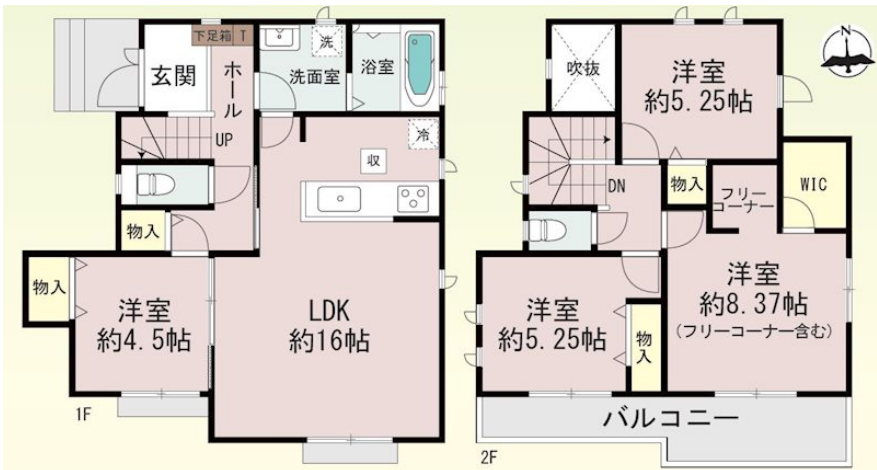 下足箱 T
玄関
ホール
洗
洗面室
浴室
UP
冷
収
物入
物入
洋室
約4.5帖
LDK
約16帖
1F
N
吹抜
洋室
約5.25帖
DN
物入
フリー
コーナー
WIC
洋室
約5.25帖
物入
洋室
約8.37帖
(フリーコーナー含む)
バルコニー
2F